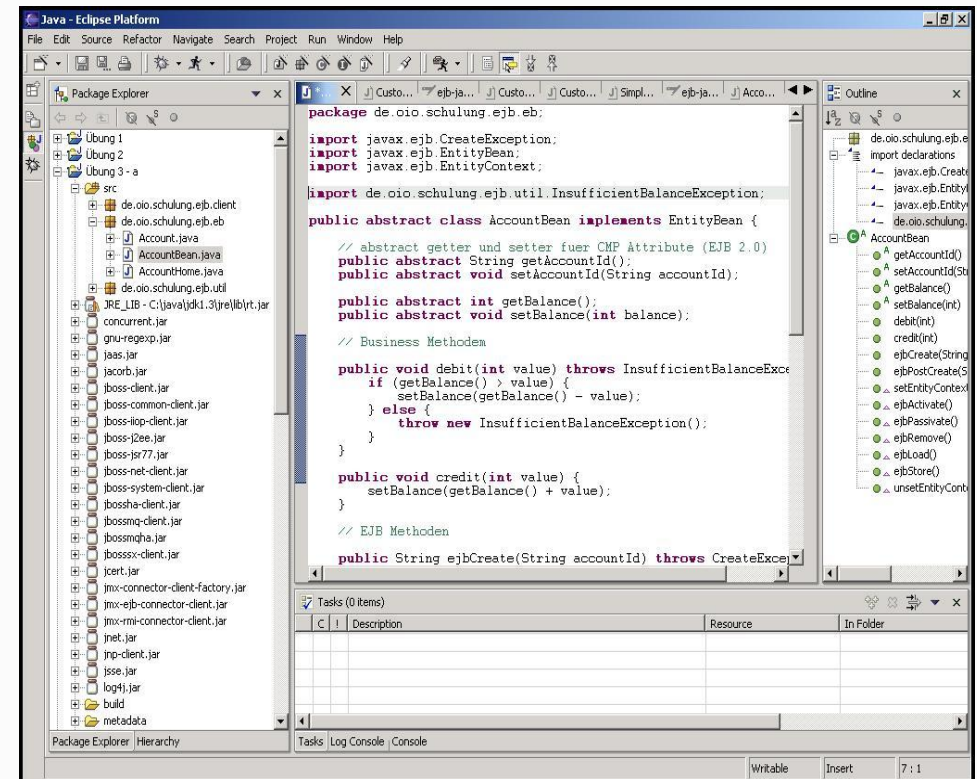 Java - Eclipse Platform
File Edit Source Refactor Navigate Search Project Run Window Help
Package Explorer
Übung 1
Übung 2
Übung 3 - a
src
de.oio.schulung.ejb.client
de.oio.schulung.ejb.eb
Account.java
AccountBean.java
AccountHome.java
de.oio.schulung.ejb.util
JRE_LIB - C:\java\jdk1.3\jre\lib\rt.jar
concurrent.jar
gnu-regexp.jar
jaas.jar
jacorb.jar
jboss-client.jar
jboss-common-client.jar
jboss-iiop-client.jar
jboss-j2ee.jar
jboss-jsr77.jar
jboss-net-client.jar
jboss-system-client.jar
jbossha-client.jar
jbossmq-client.jar
jbossmqha.jar
jbosssx-client.jar
jcert.jar
jmx-connector-client-factory.jar
jmx-ejb-connector-client.jar
jmx-rmi-connector-client.jar
jnet.jar
jnp-client.jar
jsse.jar
log4j.jar
build
metadata
Package Explorer Hierarchy
Custo... ejb-ja... Custo... Custo... Simpl... ejb-ja... Acco...
package de.oio.schulung.ejb.eb;
import javax.ejb.CreateException;
import javax.ejb.EntityBean;
import javax.ejb.EntityContext;
import de.oio.schulung.ejb.util.InsufficientBalanceException;
public abstract class AccountBean implements EntityBean {
// abstract getter und setter fuer CMP Attribute (EJB 2.0)
public abstract String getAccountId();
public abstract void setAccountId(String accountId);
public abstract int getBalance();
public abstract void setBalance(int balance);
// Business Methodem
public void debit(int value) throws InsufficientBalanceExce
if (getBalance() > value) {
setBalance(getBalance() - value);
} else {
throw new InsufficientBalanceException();
}
}
public void credit(int value) {
setBalance(getBalance() + value);
}
// EJB Methoden
public String ejbCreate(String accountId) throws CreateExcep
Outline
de.oio.schulung.ejb.e
import declarations
javax.ejb.Create
javax.ejb.Entity
javax.ejb.Entity
de.oio.schulung.
AccountBean
getAccountId()
setAccountId(St
getBalance()
setBalance(int)
debit(int)
credit(int)
ejbCreate(String
ejbPostCreate(S
setEntityContex
ejbActivate()
ejbPassivate()
ejbRemove()
ejbLoad()
ejbStore()
unsetEntityCont
Tasks (0 items)
C ! Description Resource In Folder
Tasks Log Console Console
Writable Insert 7 : 1